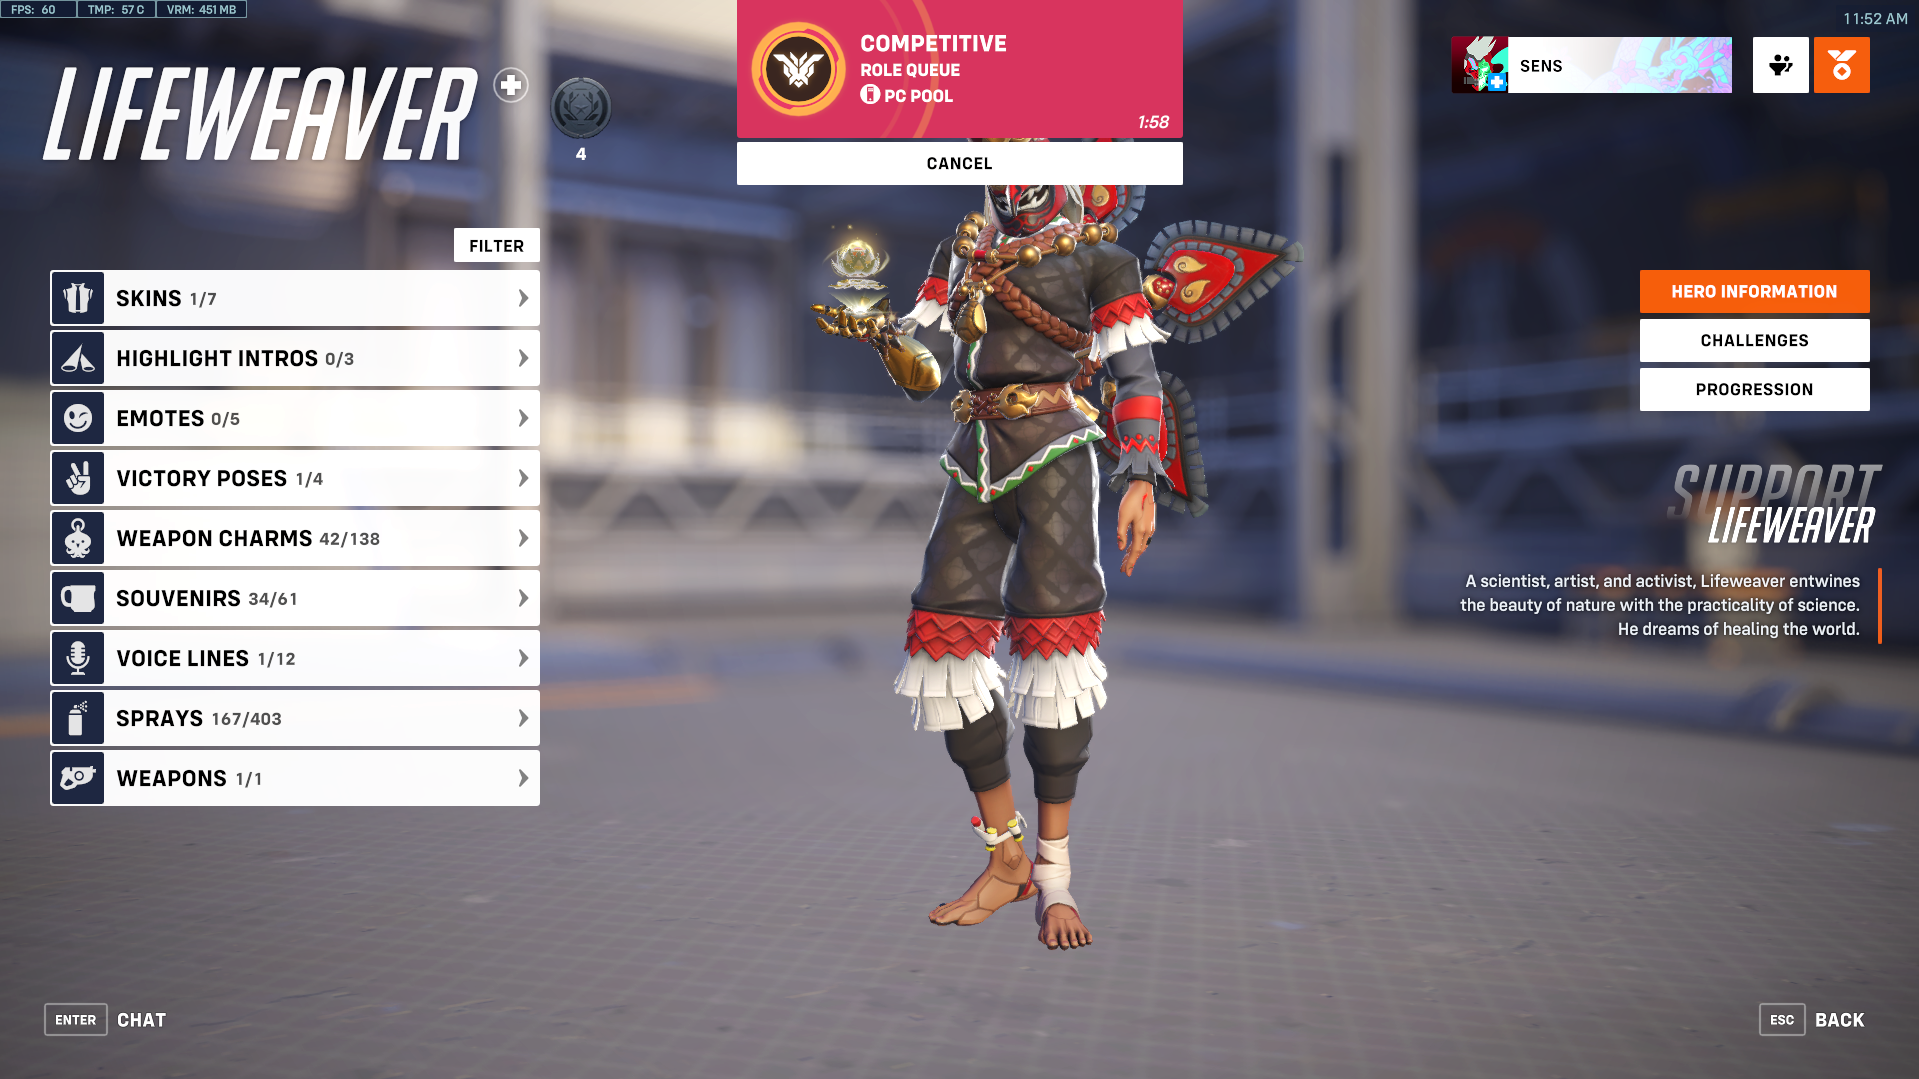 FPS: 60 TMP: 57 C VRM: 451 MB
11:52 AM
LIFEWEAVER
4
COMPETITIVE
ROLE QUEUE
PC POOL
1:58
CANCEL
SENS
FILTER
SKINS 1/7
HIGHLIGHT INTROS 0/3
EMOTES 0/5
VICTORY POSES 1/4
WEAPON CHARMS 42/138
SOUVENIRS 34/61
VOICE LINES 1/12
SPRAYS 167/403
WEAPONS 1/1
HERO INFORMATION
CHALLENGES
PROGRESSION
SUPPORT
LIFEWEAVER
A scientist, artist, and activist, Lifeweaver entwines
the beauty of nature with the practicality of science.
He dreams of healing the world.
ENTER CHAT
ESC BACK